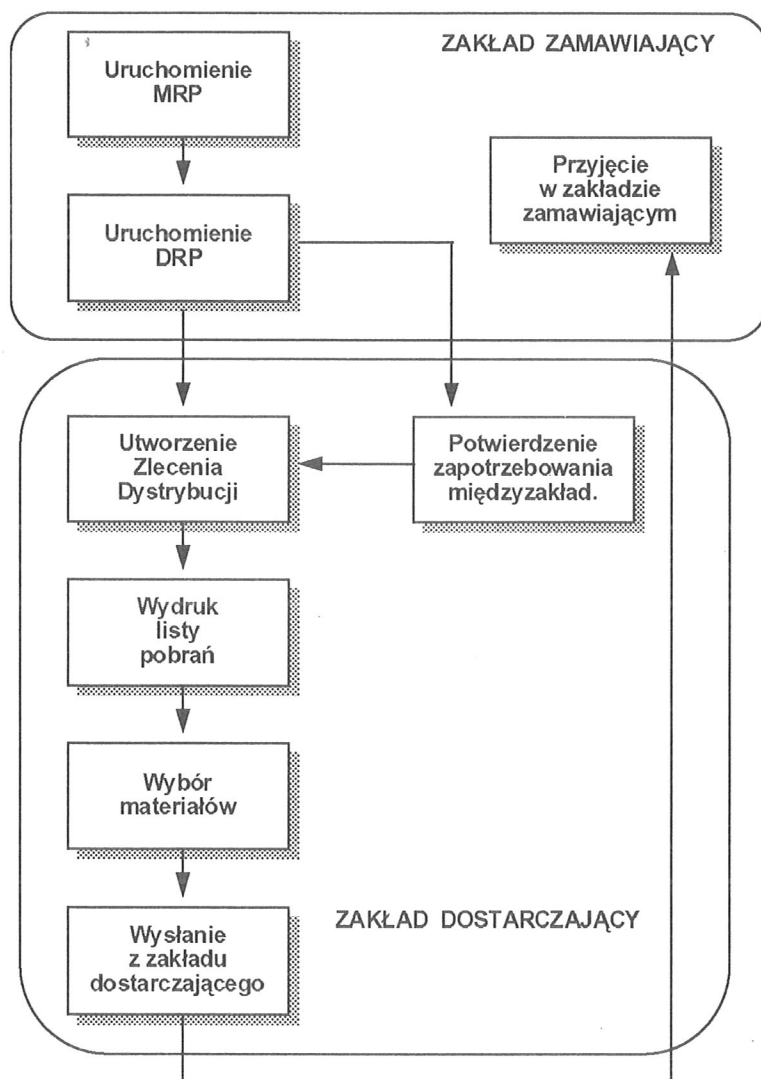 ZAKŁAD ZAMAWIAJĄCY
Uruchomienie
MRP
Przyjęcie
w zakładzie
zamawiającym
Uruchomienie
DRP
Utworzenie
Zlecenia
Dystrybucji
Potwierdzenie
zapotrzebowania
międzyzakład.
Wydruk
listy
pobrań
Wybór
materiałów
ZAKŁAD DOSTARCZAJĄCY
Wysłanie
z zakładu
dostarczającego